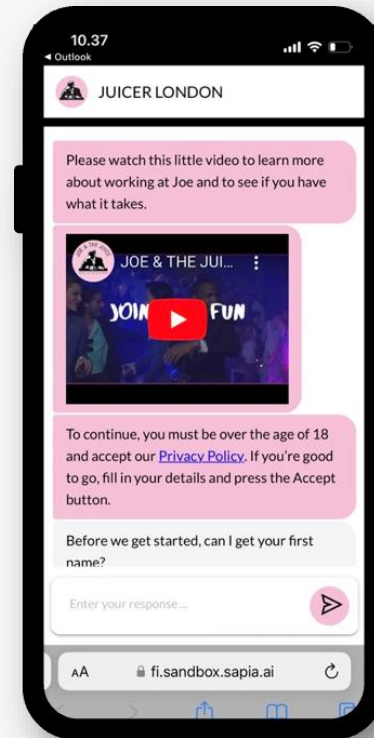 10.37
◄ Outlook
JUICER LONDON
Please watch this little video to learn more
about working at Joe and to see if you have
what it takes.
JOE & THE JUI...
JOIN
FUN
To continue, you must be over the age of 18
and accept our Privacy Policy. If you're good
to go, fill in your details and press the Accept
button.
Before we get started, can I get your first
name?
Enter your response ...
AA
fi.sandbox.sapia.ai